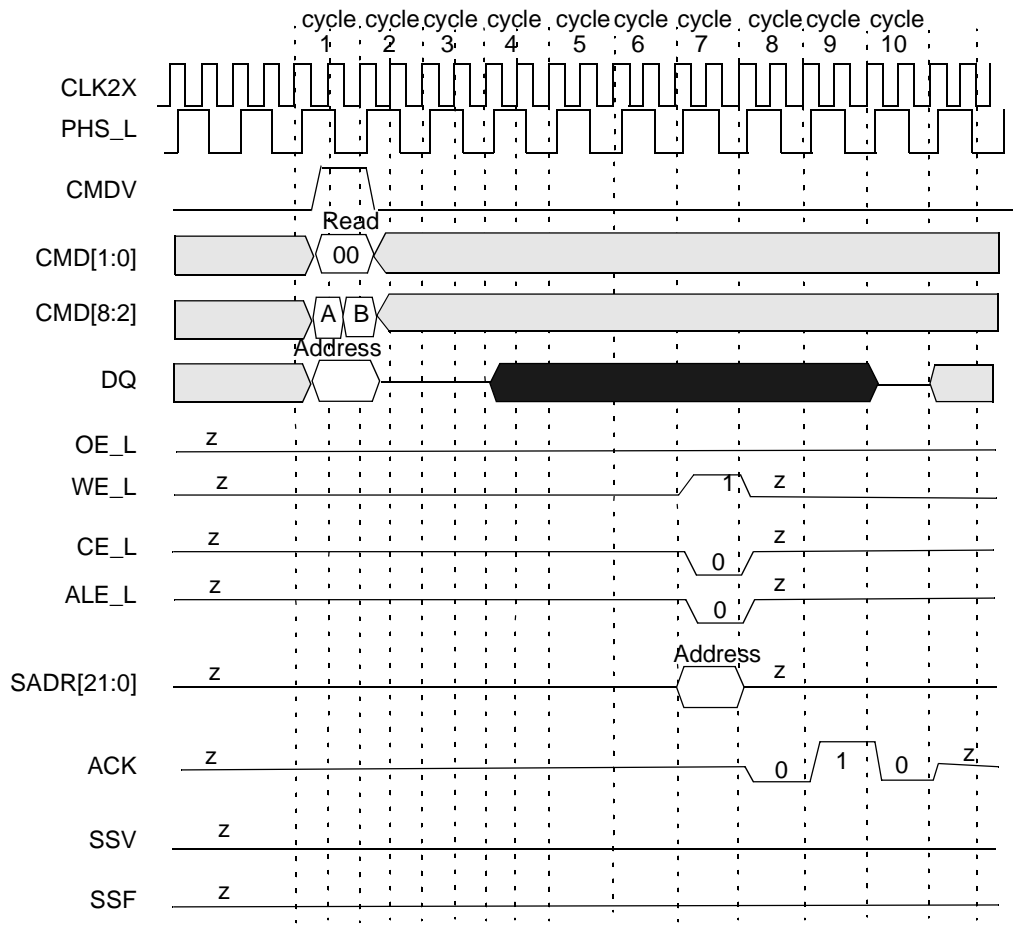 cycle cycle cycle cycle cycle cycle cycle cycle cycle cycle
1 2 3 4 5 6 7 8 9 10
CLK2X
PHS_L
CMDV
Read
CMD[1:0] 00
CMD[8:2] A B
Address
DQ
OE_L z
WE_L z 1 z
CE_L z 0 z
ALE_L z 0 z
Address
SADR[21:0] z z
ACK z 0 1 0 z
SSV z
SSF z